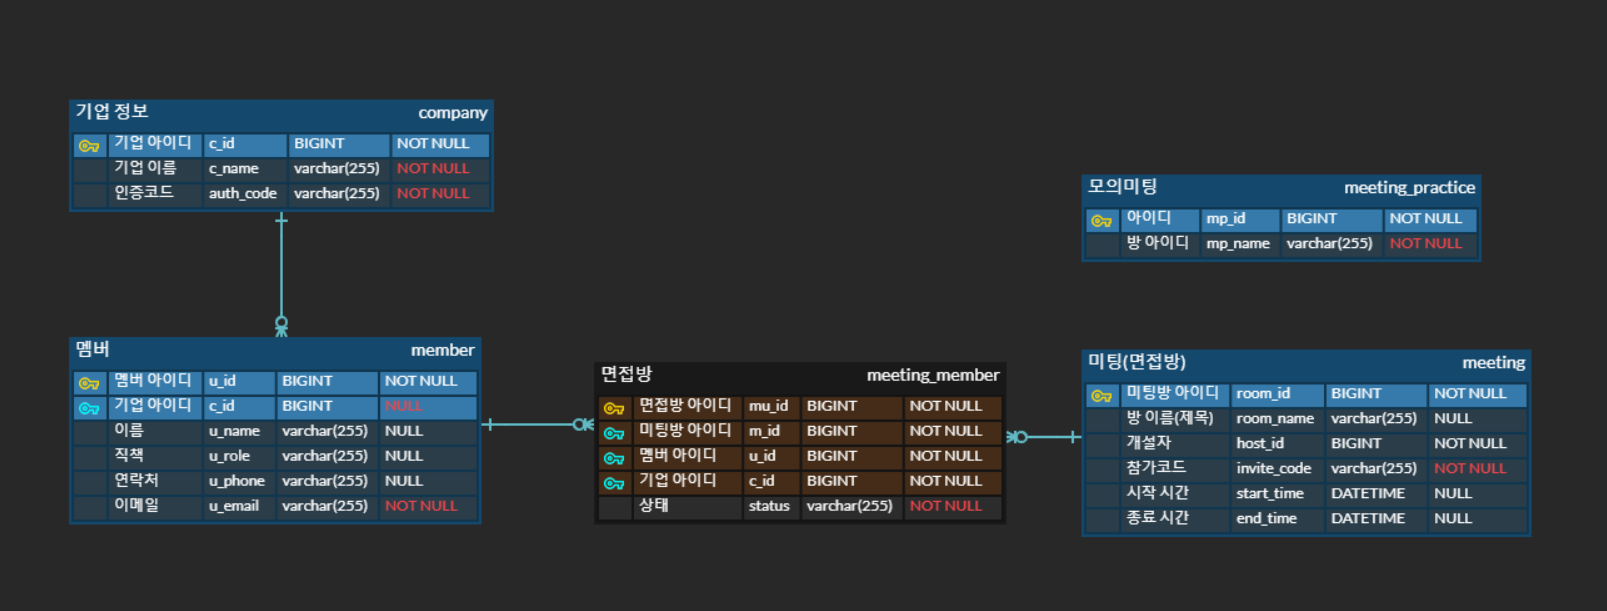 기업 정보 company
기업 아이디 c_id BIGINT NOT NULL
기업 이름 c_name varchar(255) NOT NULL
인증코드 auth_code varchar(255) NOT NULL
모의미팅 meeting_practice
아이디 mp_id BIGINT NOT NULL
방 아이디 mp_name varchar(255) NOT NULL
멤버 member
멤버 아이디 u_id BIGINT NOT NULL
기업 아이디 c_id BIGINT NULL
이름 u_name varchar(255) NULL
직책 u_role varchar(255) NULL
연락처 u_phone varchar(255) NULL
이메일 u_email varchar(255) NOT NULL
면접방 meeting_member
면접방 아이디 mu_id BIGINT NOT NULL
미팅방 아이디 m_id BIGINT NOT NULL
멤버 아이디 u_id BIGINT NOT NULL
기업 아이디 c_id BIGINT NOT NULL
상태 status varchar(255) NOT NULL
미팅(면접방) meeting
미팅방 아이디 room_id BIGINT NOT NULL
방 이름(제목) room_name varchar(255) NULL
개설자 host_id BIGINT NOT NULL
참가코드 invite_code varchar(255) NOT NULL
시작 시간 start_time DATETIME NULL
종료 시간 end_time DATETIME NULL